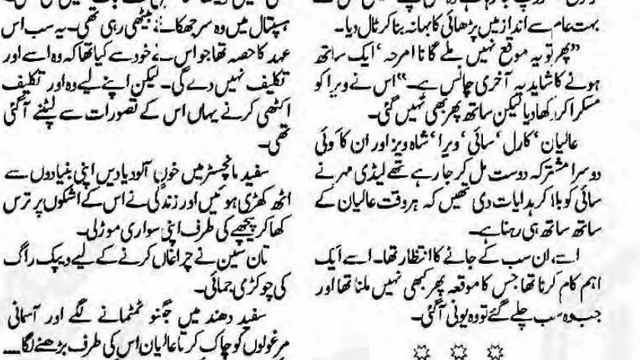 بہت عام سے انداز میں پڑھائی کا بہانہ بنا کر ٹال دیا۔
”پھر تو یہ موقع نہیں ملے گا نا امرحہ‘ ایک ساتھ
ہونے کا شاید یہ آخری چانس ہے۔“ اس نے ویرا کو
مسکرا کر دکھا دیا لیکن ساتھ پھر بھی نہیں گئی۔
عالیان‘ کارل‘ سائی‘ ویرا‘ شاہ ویز اور ان کا کوئی
دوسرا مشترکہ دوست مل کر جا رہے تھے لیڈی مہر نے
سائی کو بلا کر ہدایات دی تھیں کہ ہر وقت عالیان کے
ساتھ ساتھ ہی رہنا ہے۔
اسے، ان سب کے جانے کا انتظار تھا۔ اسے ایک
اہم کام کرنا تھا جس کا موقعہ پھر کبھی نہیں ملنا تھا اور
جب وہ سب چلے گئے تو وہ یونی آگئی۔
ہسپتال میں وہ سر جھکائے بیٹھی رہی تھی۔ یہ سب اس
عہد کا حصہ تھا جو اس نے خود سے کیا تھا کہ وہ اسے اور
تکلیف نہیں دے گی۔ لیکن اپنے لیے وہ اور تکلیف
اکٹھی کرنے یہاں اس کے تصورات سے لپٹنے آگئی
تھی۔
سفید مانچسٹر میں خون آلود یادیں اپنی بنیادوں سے
اٹھ کھڑی ہوئیں اور زندگی نے اس کے اشکوں پر ترس
کھا کر پیچھے کی طرف اپنی سواری موڑلی۔
تان سین نے چراغاں کرنے کے لیے دیپک راگ
کی چوکڑی جمائی۔
سفید دھند میں جگنو ٹمٹمانے لگے اور آسمانی
مرغولوں کو چاک کرتا عالیان اس کی طرف بڑھنے لگا....